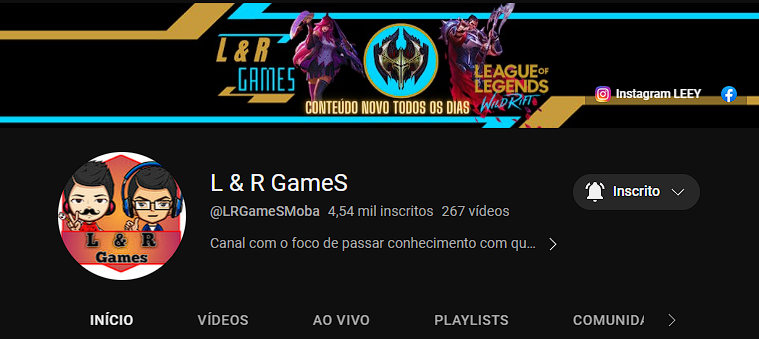 L & R
GAMES
LEAGUE OF
LEGENDS
WILD RIFT
CONTEÚDO NOVO TODOS OS DIAS
Instagram LEEY
L & R
Games
L & R GameS
@LRGameSMoba 4,54 mil inscritos 267 vídeos
Canal com o foco de passar conhecimento com qu...
Inscrito
INÍCIO VÍDEOS AO VIVO PLAYLISTS COMUNIDA